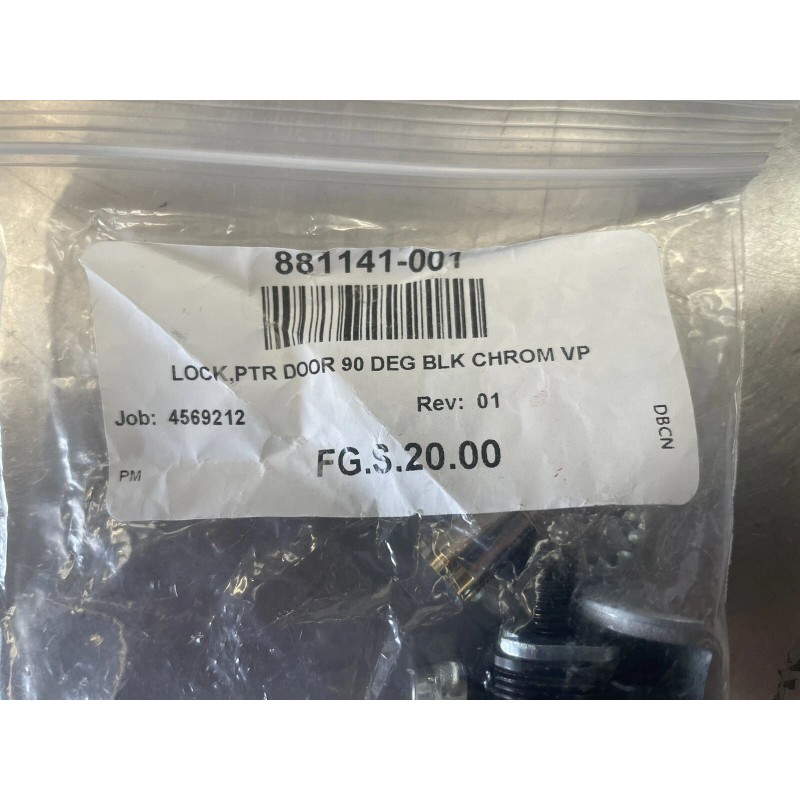 881141-001
LOCK,PTR DOOR 90 DEG BLK CHROM VP
Job: 4569212
Rev: 01
DBCN
FG.S.20.00
PM